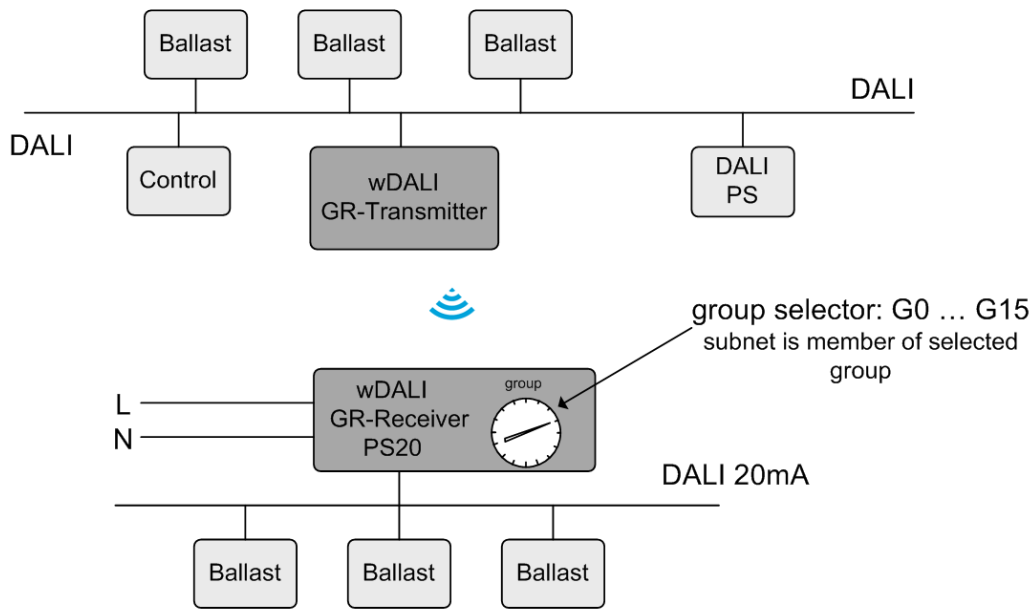 Ballast
Ballast
Ballast
DALI
DALI
Control
wDALI
GR-Transmitter
DALI
PS
group selector: G0 ... G15
subnet is member of selected
group
L
N
wDALI
GR-Receiver
PS20
group
DALI 20mA
Ballast
Ballast
Ballast